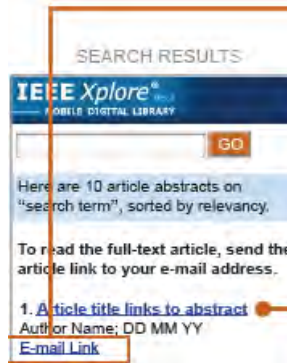 SEARCH RESULTS
IEEE Xplore®
MOBILE DIGITAL LIBRARY
GO
Here are 10 article abstracts on
"search term", sorted by relevancy.
To read the full-text article, send the
article link to your e-mail address.
1. Article title links to abstract
Author Name; DD MM YY
E-mail Link